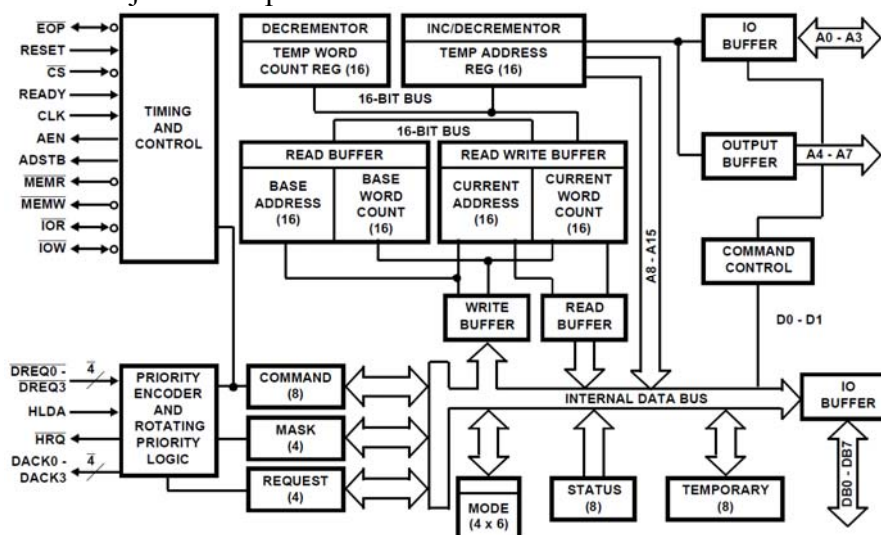 EOP
RESET
CS
READY
CLK
AEN
ADSTB
MEMR
MEMW
IOR
IOW
TIMING
AND
CONTROL
DECREMENTOR
TEMP WORD
COUNT REG (16)
INC/DECREMENTOR
TEMP ADDRESS
REG (16)
16-BIT BUS
16-BIT BUS
READ BUFFER
BASE
ADDRESS
(16)
BASE
WORD
COUNT
(16)
READ WRITE BUFFER
CURRENT
ADDRESS
(16)
CURRENT
WORD
COUNT
(16)
WRITE
BUFFER
READ
BUFFER
A8 - A15
IO
BUFFER
A0 - A3
OUTPUT
BUFFER
A4 - A7
COMMAND
CONTROL
D0 - D1
DREQ0 -
DREQ3
4
HLDA
HRQ
DACK0 -
DACK3
4
PRIORITY
ENCODER
AND
ROTATING
PRIORITY
LOGIC
COMMAND
(8)
MASK
(4)
REQUEST
(4)
INTERNAL DATA BUS
IO
BUFFER
DB0 - DB7
MODE
(4 x 6)
STATUS
(8)
TEMPORARY
(8)